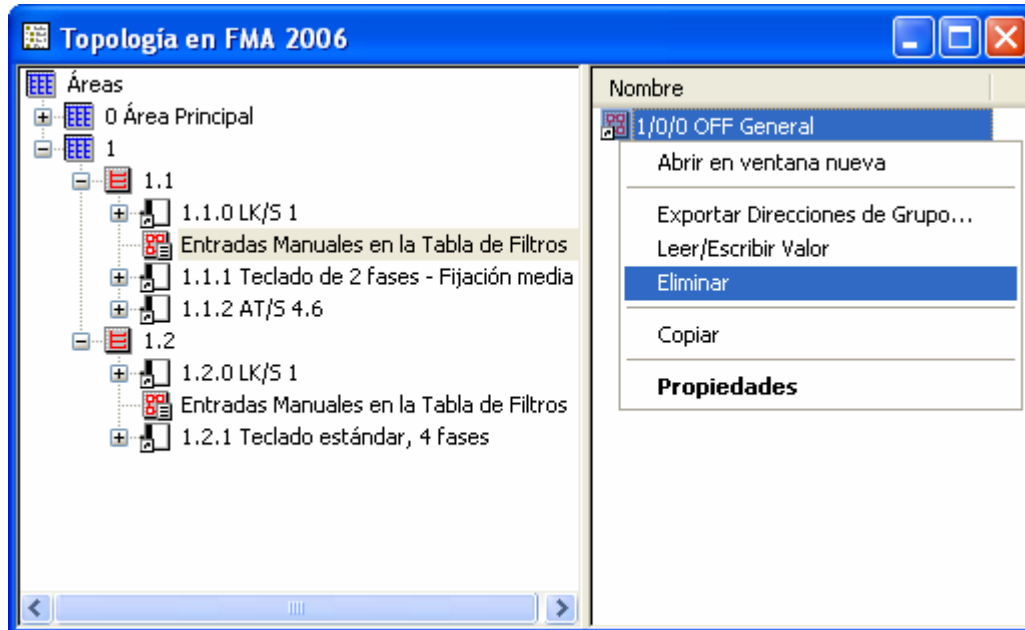 Topología en FMA 2006
Áreas
0 Área Principal
1
1.1
1.1.0 LK/S 1
Entradas Manuales en la Tabla de Filtros
1.1.1 Teclado de 2 fases - Fijación media
1.1.2 AT/S 4.6
1.2
1.2.0 LK/S 1
Entradas Manuales en la Tabla de Filtros
1.2.1 Teclado estándar, 4 fases
Nombre
1/0/0 OFF General
Abrir en ventana nueva
Exportar Direcciones de Grupo...
Leer/Escribir Valor
Eliminar
Copiar
Propiedades